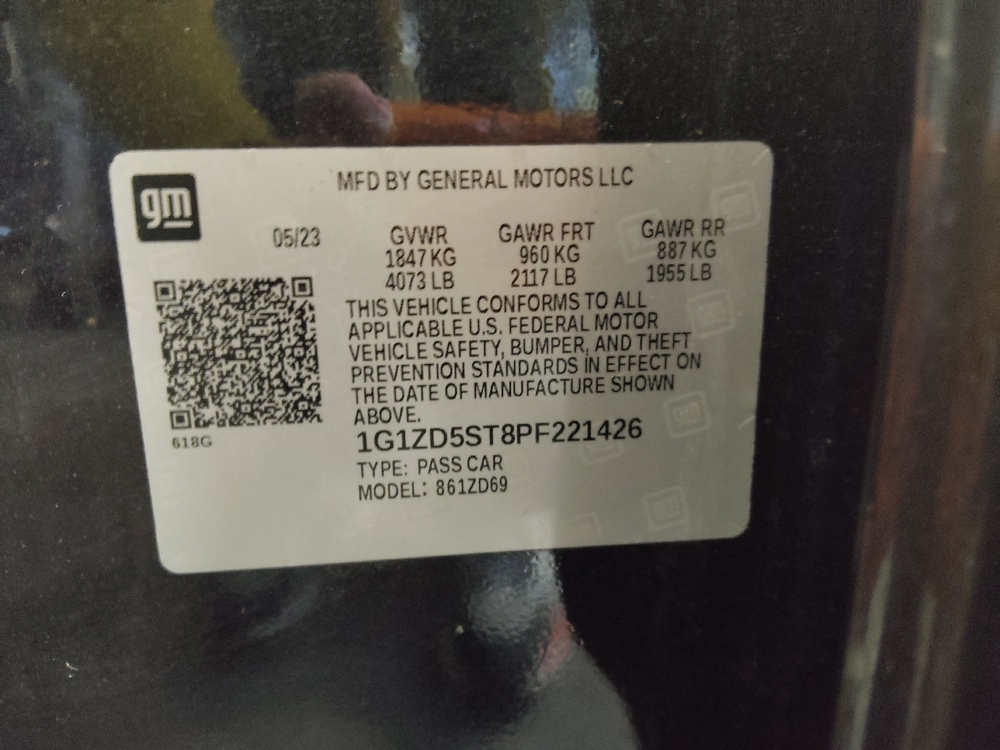 gm
MFD BY GENERAL MOTORS LLC
05/23 GVWR GAWR FRT GAWR RR
1847 KG 960 KG 887 KG
4073 LB 2117 LB 1955 LB
THIS VEHICLE CONFORMS TO ALL
APPLICABLE U.S. FEDERAL MOTOR
VEHICLE SAFETY, BUMPER, AND THEFT
PREVENTION STANDARDS IN EFFECT ON
THE DATE OF MANUFACTURE SHOWN
ABOVE.
618G
1G1ZD5ST8PF221426
TYPE: PASS CAR
MODEL: 861ZD69